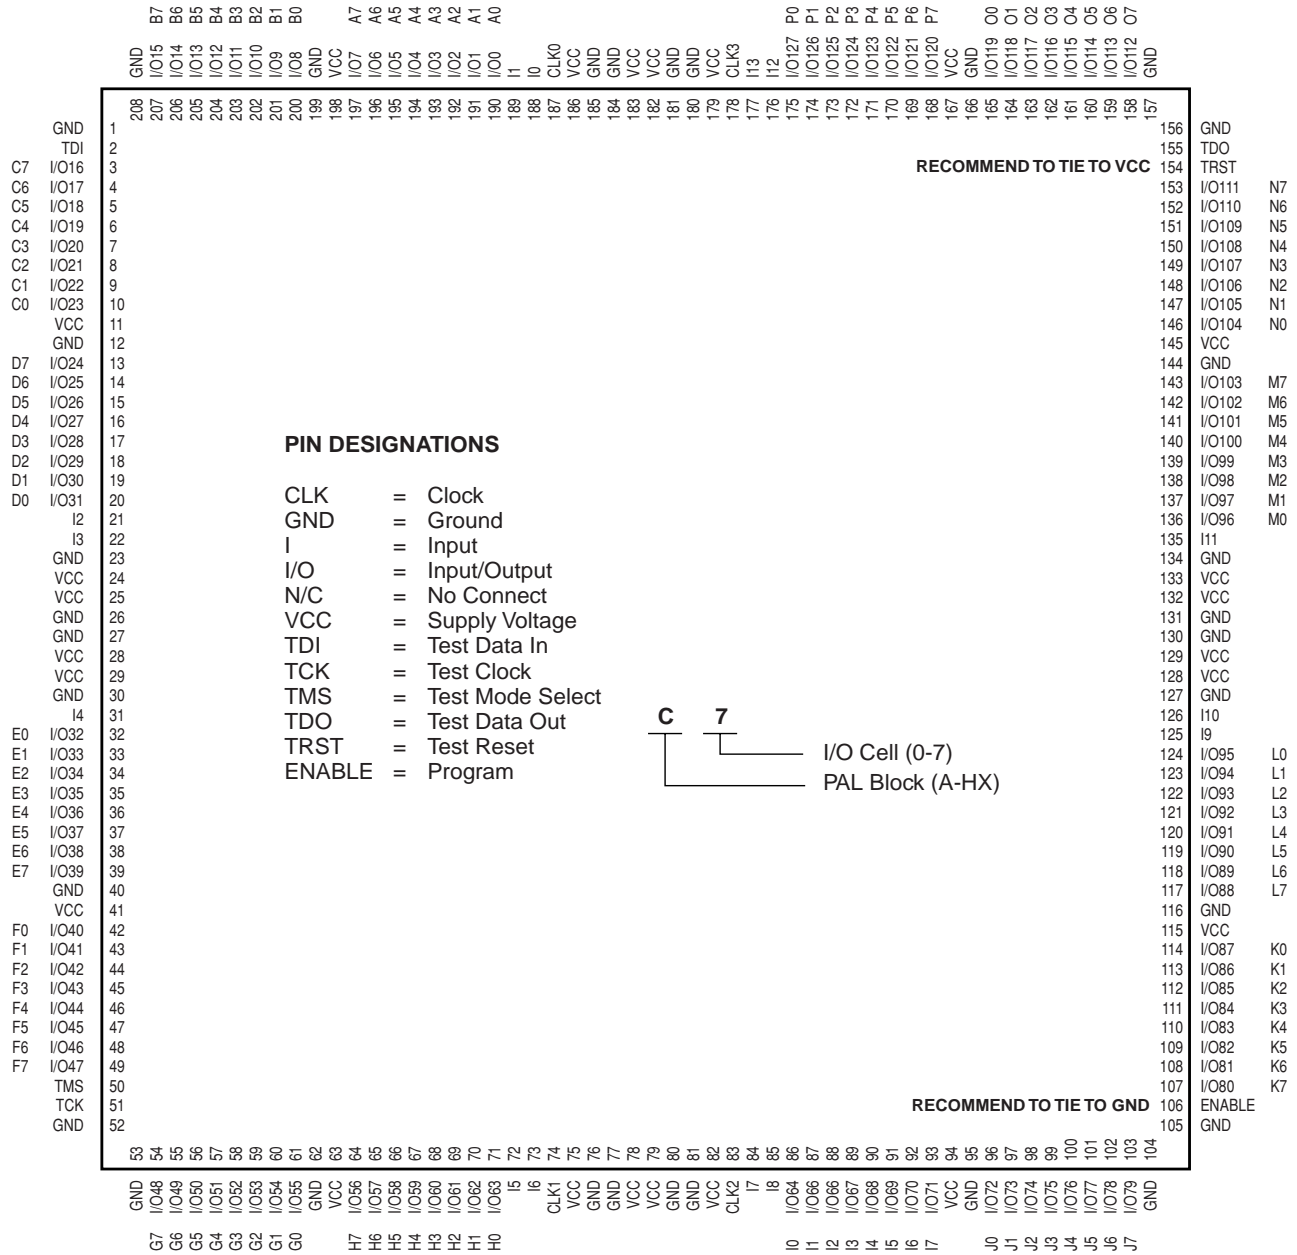 B7 B6 B5 B4 B3 B2 B1 B0 A7 A6 A5 A4 A3 A2 A1 A0 P0 P1 P2 P3 P4 P5 P6 P7 O0 O1 O2 O3 O4 O5 O6 O7
GND I/O15 I/O14 I/O13 I/O12 I/O11 I/O10 I/O9 I/O8 GND VCC I/O7 I/O6 I/O5 I/O4 I/O3 I/O2 I/O1 I/O0 I1 I0 CLK0 VCC GND GND VCC VCC GND GND VCC CLK3 I13 I12 I/O127 I/O126 I/O125 I/O124 I/O123 I/O122 I/O121 I/O120 VCC GND I/O119 I/O118 I/O117 I/O116 I/O115 I/O114 I/O113 I/O112 GND
208 207 206 205 204 203 202 201 200 199 198 197 196 195 194 193 192 191 190 189 188 187 186 185 184 183 182 181 180 179 178 177 176 175 174 173 172 171 170 169 168 167 166 165 164 163 162 161 160 159 158 157
GND 1 156 GND
TDI 2 155 TDO
C7 I/O16 3 RECOMMEND TO TIE TO VCC 154 TRST
C6 I/O17 4 153 I/O111 N7
C5 I/O18 5 152 I/O110 N6
C4 I/O19 6 151 I/O109 N5
C3 I/O20 7 150 I/O108 N4
C2 I/O21 8 149 I/O107 N3
C1 I/O22 9 148 I/O106 N2
C0 I/O23 10 147 I/O105 N1
VCC 11 146 I/O104 N0
GND 12 145 VCC
D7 I/O24 13 144 GND
D6 I/O25 14 143 I/O103 M7
D5 I/O26 15 142 I/O102 M6
D4 I/O27 16 141 I/O101 M5
D3 I/O28 17 140 I/O100 M4
D2 I/O29 18 139 I/O99 M3
D1 I/O30 19 138 I/O98 M2
D0 I/O31 20 137 I/O97 M1
I2 21 136 I/O96 M0
I3 22 135 I11
GND 23 134 GND
VCC 24 133 VCC
VCC 25 132 VCC
GND 26 131 GND
GND 27 130 GND
VCC 28 129 VCC
VCC 29 128 VCC
GND 30 127 GND
I4 31 126 I10
E0 I/O32 32 125 I9
E1 I/O33 33 124 I/O95 L0
E2 I/O34 34 123 I/O94 L1
E3 I/O35 35 122 I/O93 L2
E4 I/O36 36 121 I/O92 L3
E5 I/O37 37 120 I/O91 L4
E6 I/O38 38 119 I/O90 L5
E7 I/O39 39 118 I/O89 L6
GND 40 117 I/O88 L7
VCC 41 116 GND
F0 I/O40 42 115 VCC
F1 I/O41 43 114 I/O87 K0
F2 I/O42 44 113 I/O86 K1
F3 I/O43 45 112 I/O85 K2
F4 I/O44 46 111 I/O84 K3
F5 I/O45 47 110 I/O83 K4
F6 I/O46 48 109 I/O82 K5
F7 I/O47 49 108 I/O81 K6
TMS 50 107 I/O80 K7
TCK 51 RECOMMEND TO TIE TO GND 106 ENABLE
GND 52 105 GND
PIN DESIGNATIONS
CLK = Clock
GND = Ground
I = Input
I/O = Input/Output
N/C = No Connect
VCC = Supply Voltage
TDI = Test Data In
TCK = Test Clock
TMS = Test Mode Select
TDO = Test Data Out
TRST = Test Reset
ENABLE = Program
C 7
I/O Cell (0-7)
PAL Block (A-HX)
53 54 55 56 57 58 59 60 61 62 63 64 65 66 67 68 69 70 71 72 73 74 75 76 77 78 79 80 81 82 83 84 85 86 87 88 89 90 91 92 93 94 95 96 97 98 99 100 101 102 103 104
GND I/O48 I/O49 I/O50 I/O51 I/O52 I/O53 I/O54 I/O55 GND VCC I/O56 I/O57 I/O58 I/O59 I/O60 I/O61 I/O62 I/O63 I5 I6 CLK1 VCC GND GND VCC VCC GND GND VCC CLK2 I7 I8 I/O64 I/O66 I/O66 I/O67 I/O68 I/O69 I/O70 I/O71 VCC GND I/O72 I/O73 I/O74 I/O75 I/O76 I/O77 I/O78 I/O79 GND
G7 G6 G5 G4 G3 G2 G1 G0 H7 H6 H5 H4 H3 H2 H1 H0 I0 I1 I2 I3 I4 I5 I6 I7 J0 J1 J2 J3 J4 J5 J6 J7